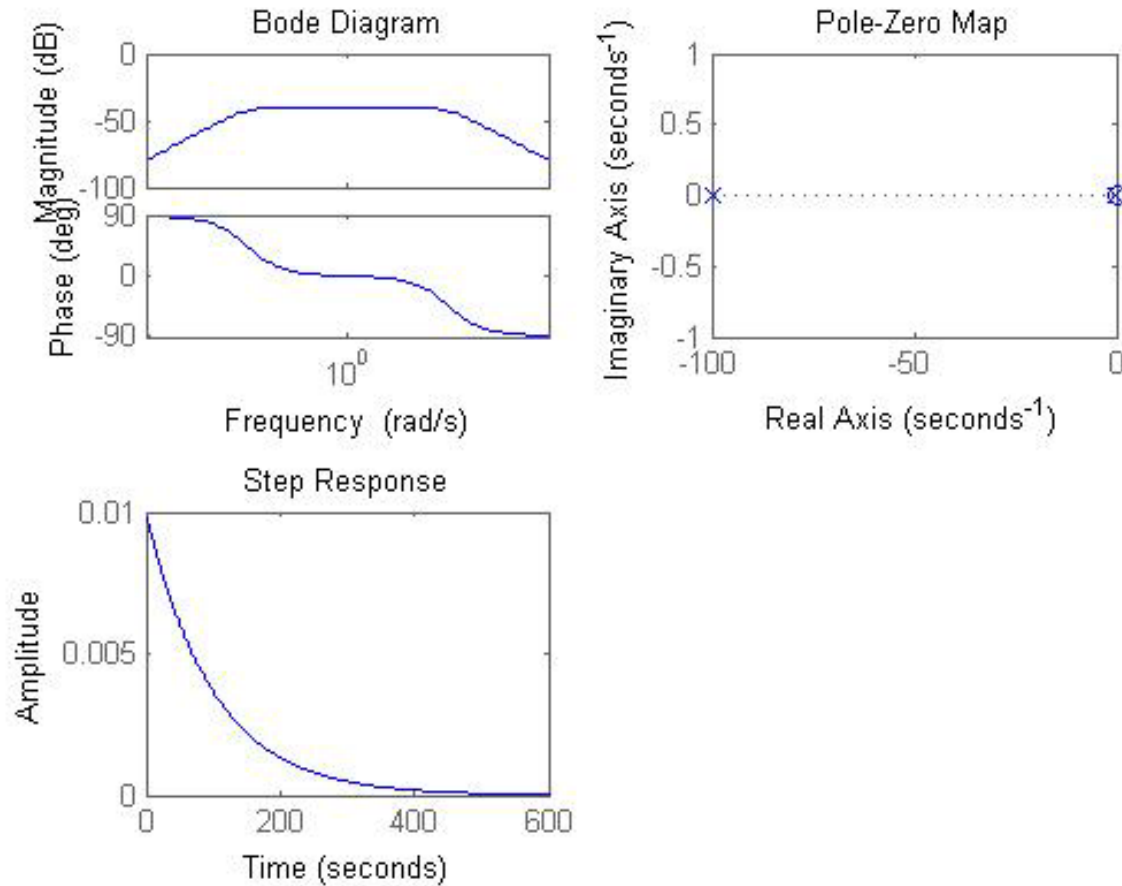 Bode Diagram
Magnitude (dB)
0
-50
-100
Phase (deg)
90
0
-90
10⁰
Frequency (rad/s)
Pole-Zero Map
Imaginary Axis (seconds⁻¹)
1
0.5
0
-0.5
-1
-100
-50
0
Real Axis (seconds⁻¹)
Step Response
Amplitude
0.01
0.005
0
0
200
400
600
Time (seconds)